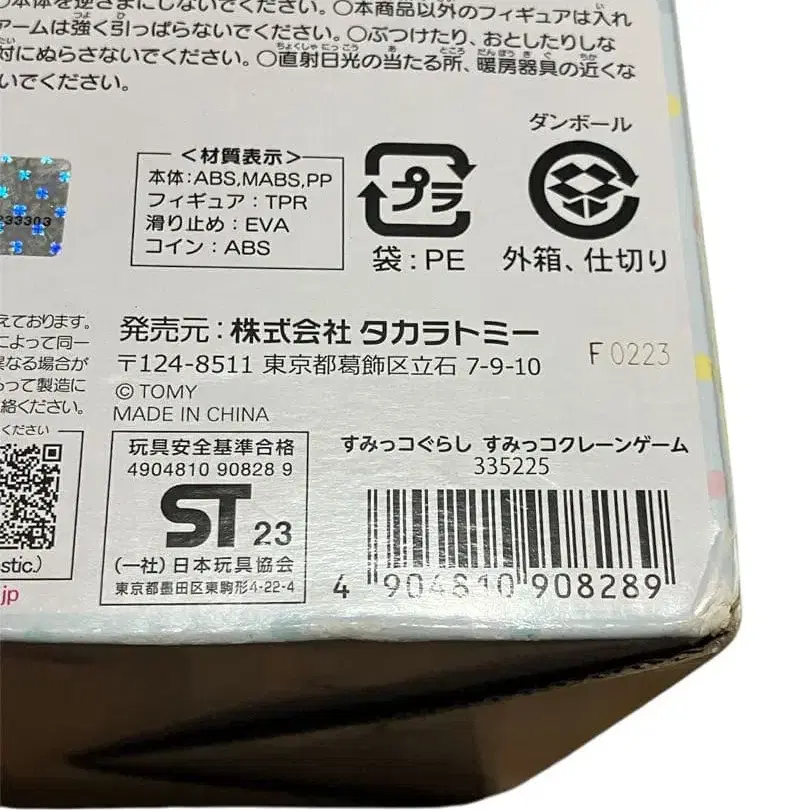 本体を逆さまにしないでください。○本商品以外のフィギュアは入れ
アームは強く引っぱらないでください。○ぶつけたり、おとしたりしな
対にぬらさないでください。○直射日光の当たる所、暖房器具の近くな
いでください。
233303
<材質表示>
本体:ABS,MABS,PP
フィギュア:TPR
滑り止め:EVA
コイン:ABS
プラ
袋:PE
ダンボール
外箱、仕切り
えております。
によって同一
異なる場合が
あって製造に
絡ください。
ください
発売元:株式会社 タカラトミー
〒124-8511 東京都葛飾区立石 7-9-10
F 0223
© TOMY
MADE IN CHINA
玩具安全基準合格
4904810 90828 9
ST 23
(一社)日本玩具協会
東京都墨田区東駒形4-22-4
すみっコぐらし すみっコクレーンゲーム
335225
4 904810 908289
stic.)
.jp